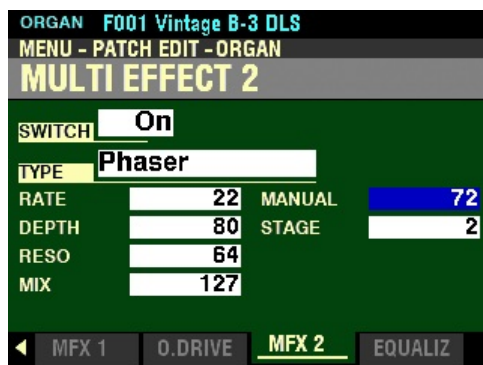 ORGAN F001 Vintage B-3 DLS
MENU - PATCH EDIT - ORGAN
MULTI EFFECT 2
SWITCH On
TYPE Phaser
RATE 22 MANUAL 72
DEPTH 80 STAGE 2
RESO 64
MIX 127
MFX 1 O.DRIVE MFX 2 EQUALIZ